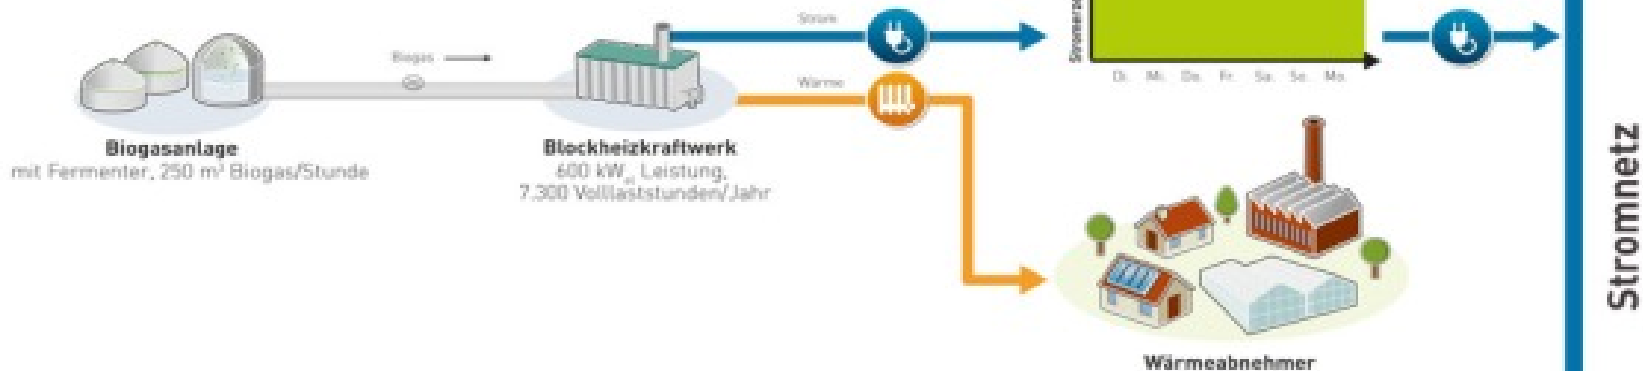 Strom
Biogas
Wärme
Di. Mi. Do. Fr. Sa. So. Mo.
Biogasanlage
mit Fermenter, 250 m³ Biogas/Stunde
Blockheizkraftwerk
600 kWel Leistung,
7.300 Volllaststunden/Jahr
Stromnetz
Wärmeabnehmer